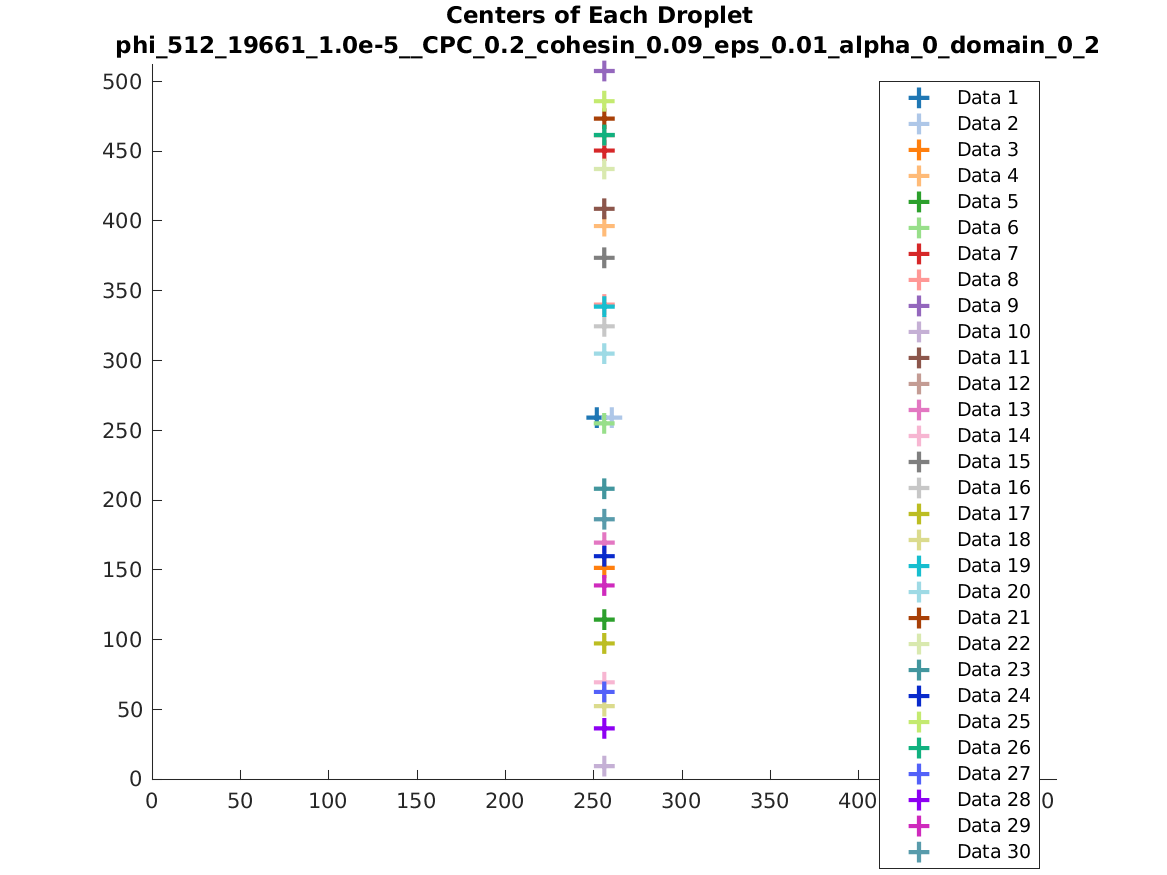 Centers of Each Droplet
phi_512_19661_1.0e-5__CPC_0.2_cohesin_0.09_eps_0.01_alpha_0_domain_0_2
500
450
400
350
300
250
200
150
100
50
0
0 50 100 150 200 250 300 350 400 0
Data 1
Data 2
Data 3
Data 4
Data 5
Data 6
Data 7
Data 8
Data 9
Data 10
Data 11
Data 12
Data 13
Data 14
Data 15
Data 16
Data 17
Data 18
Data 19
Data 20
Data 21
Data 22
Data 23
Data 24
Data 25
Data 26
Data 27
Data 28
Data 29
Data 30